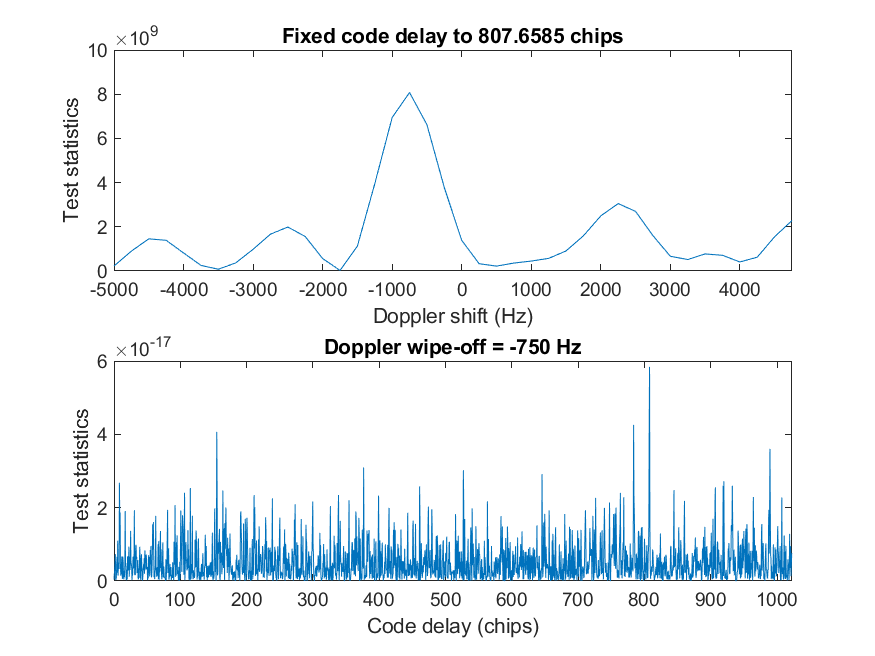 ×10^9
Fixed code delay to 807.6585 chips
10
8
6
4
2
0
Test statistics
-5000 -4000 -3000 -2000 -1000 0 1000 2000 3000 4000
Doppler shift (Hz)
×10^-17
Doppler wipe-off = -750 Hz
6
4
2
0
Test statistics
0 100 200 300 400 500 600 700 800 900 1000
Code delay (chips)